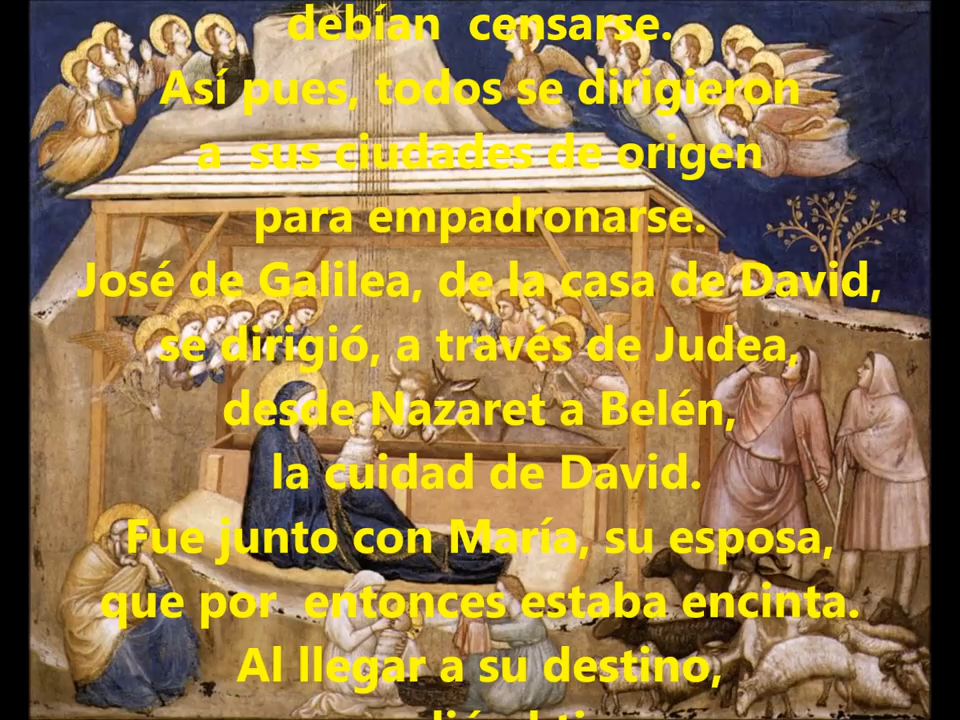 debían censarse.
Así pues, todos se dirigieron
a sus ciudades de origen
para empadronarse.
José de Galilea, de la casa de David,
se dirigió, a través de Judea,
desde Nazaret a Belén,
la cuidad de David.
Fue junto con María, su esposa,
que por entonces estaba encinta.
Al llegar a su destino,